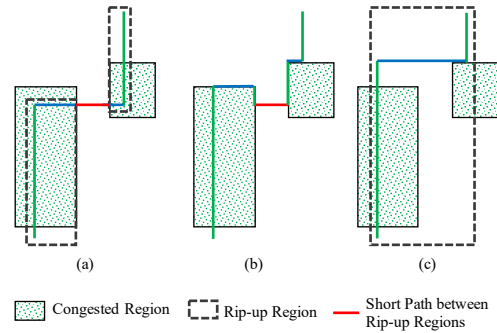 (a) (b) (c)
Congested Region Rip-up Region Short Path between
Rip-up Regions